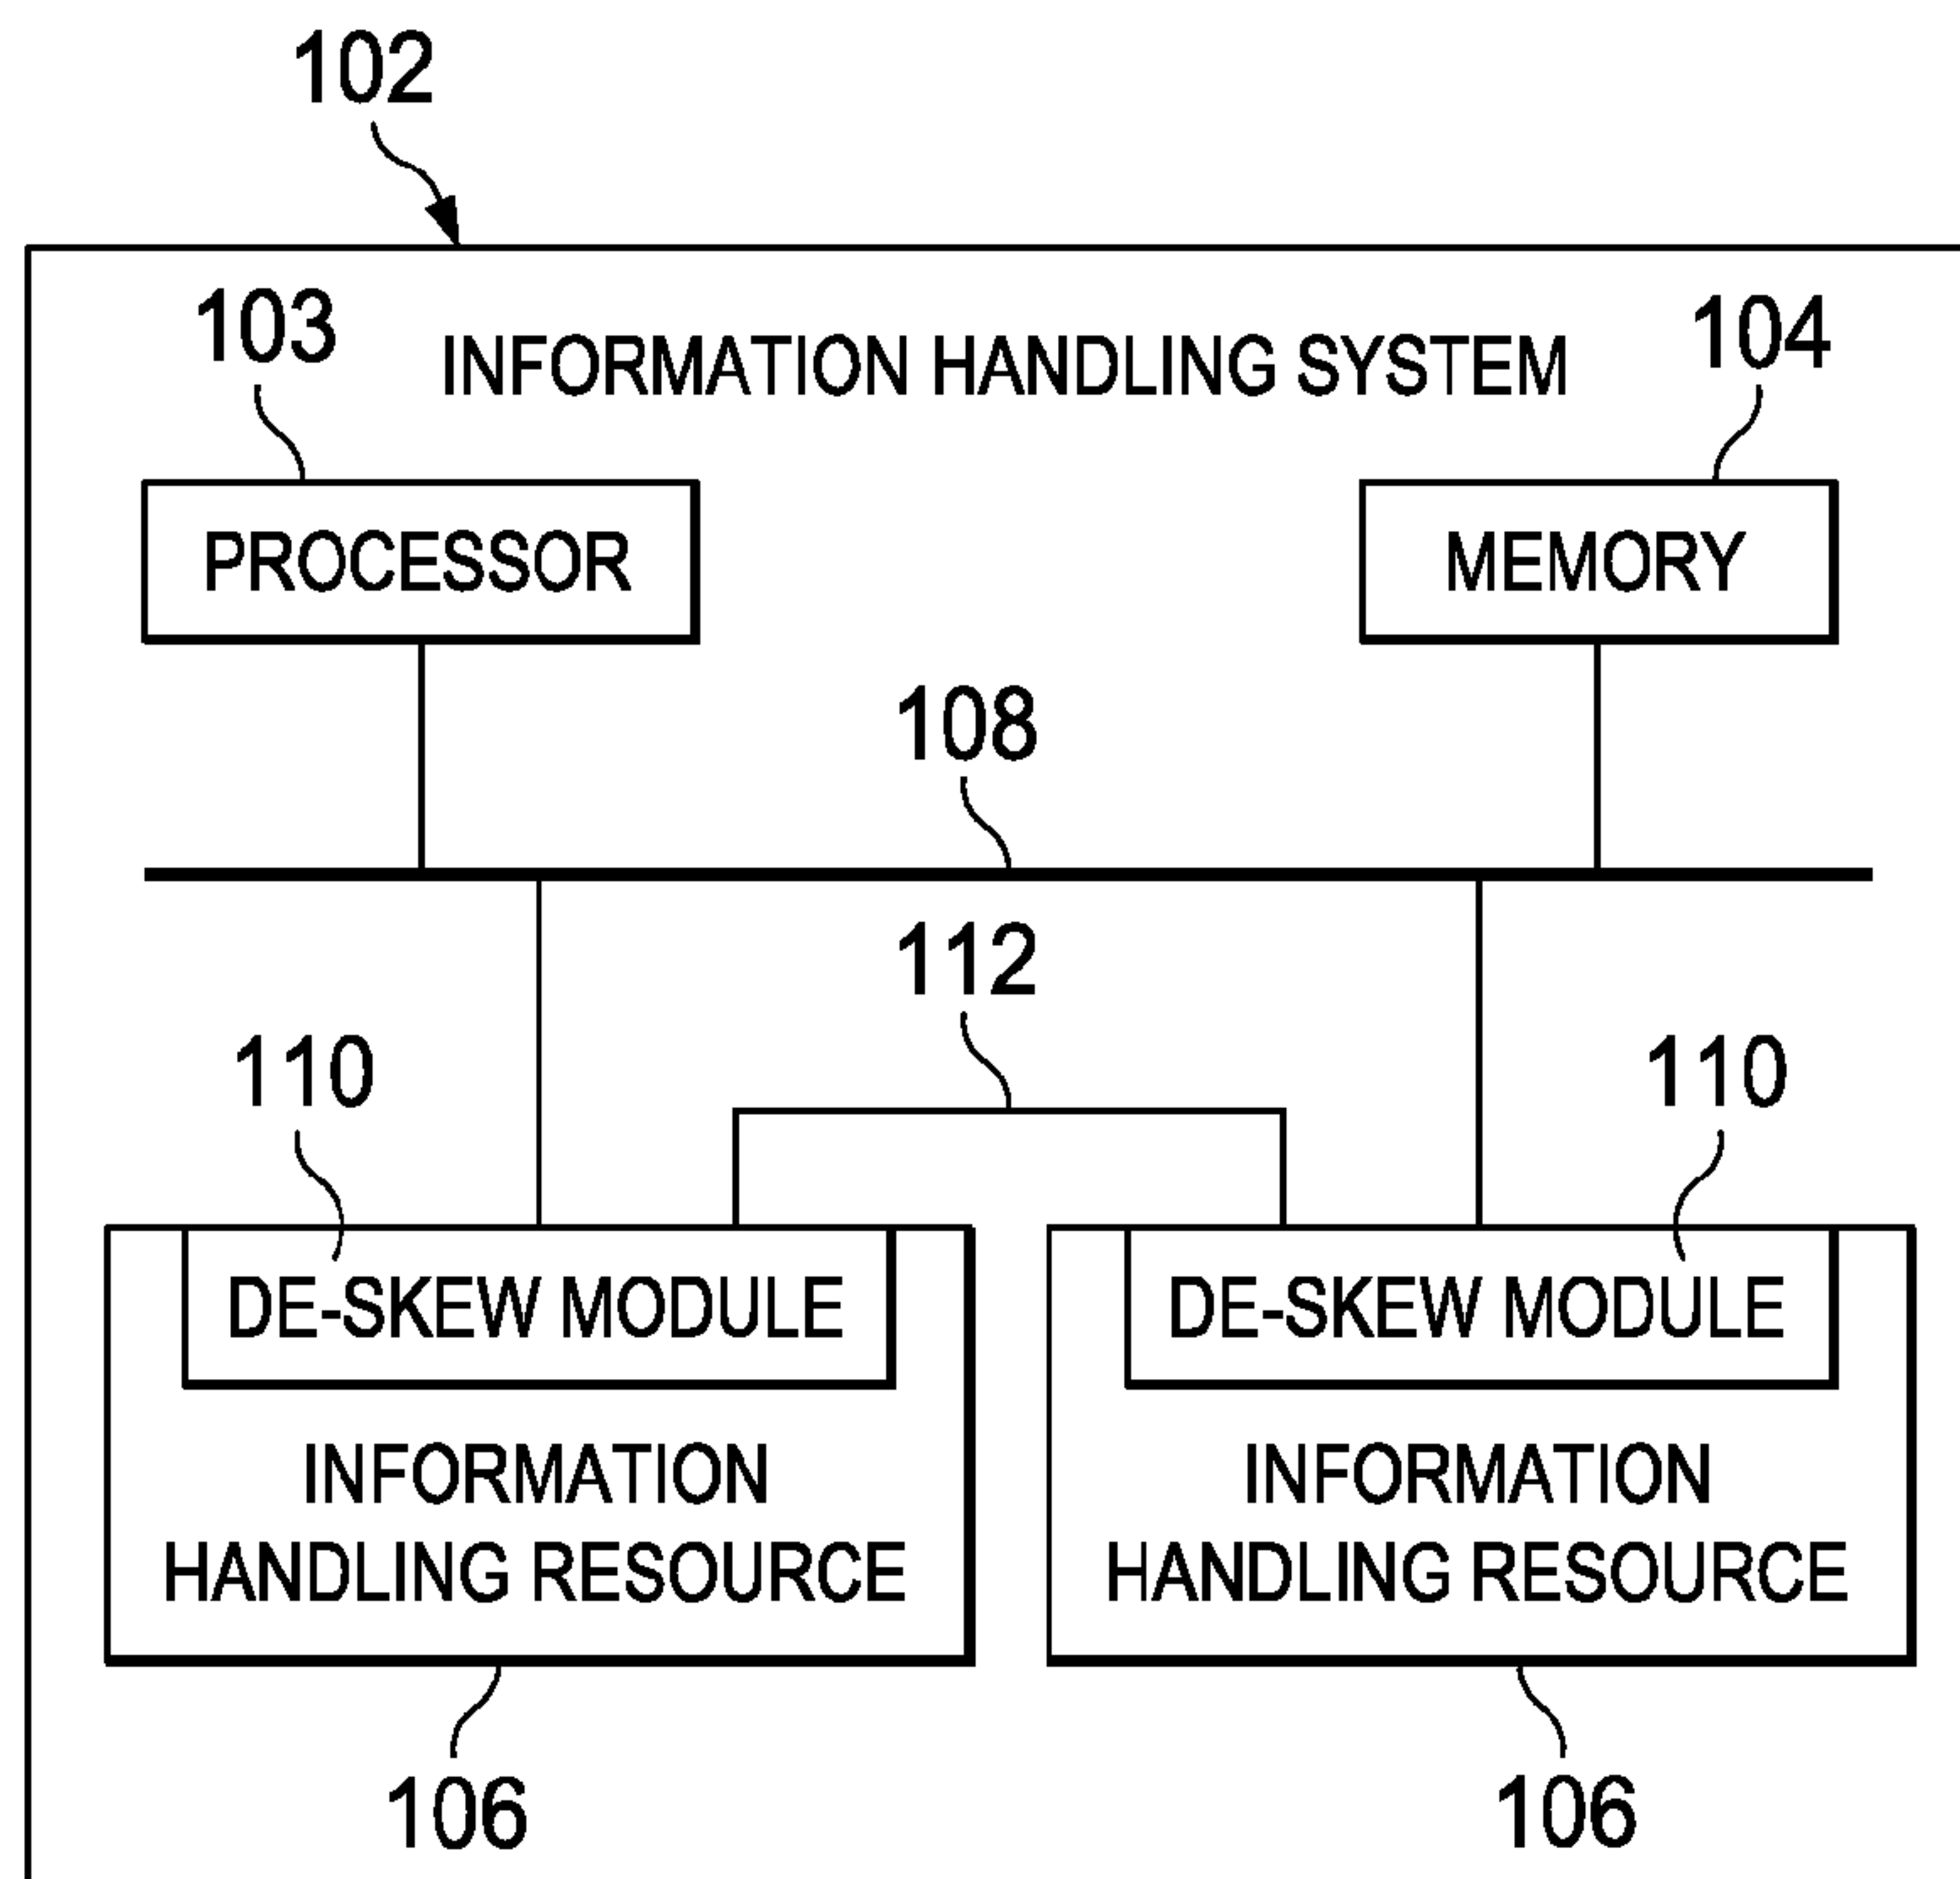 102
103
INFORMATION HANDLING SYSTEM
104
PROCESSOR
MEMORY
108
112
110
110
DE-SKEW MODULE
DE-SKEW MODULE
INFORMATION
HANDLING RESOURCE
INFORMATION
HANDLING RESOURCE
106
106